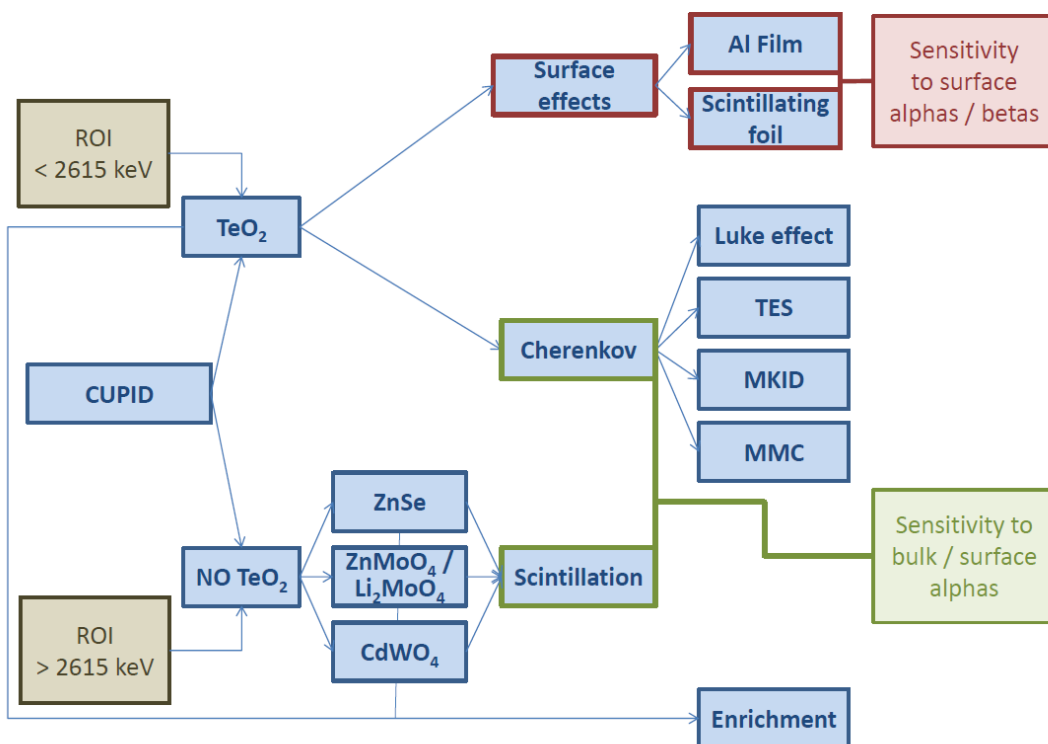 ROI
< 2615 keV
TeO₂
CUPID
NO TeO₂
ROI
> 2615 keV
ZnSe
ZnMoO₄ /
Li₂MoO₄
CdWO₄
Surface
effects
Cherenkov
Scintillation
Al Film
Scintillating
foil
Luke effect
TES
MKID
MMC
Enrichment
Sensitivity
to surface
alphas / betas
Sensitivity to
bulk / surface
alphas